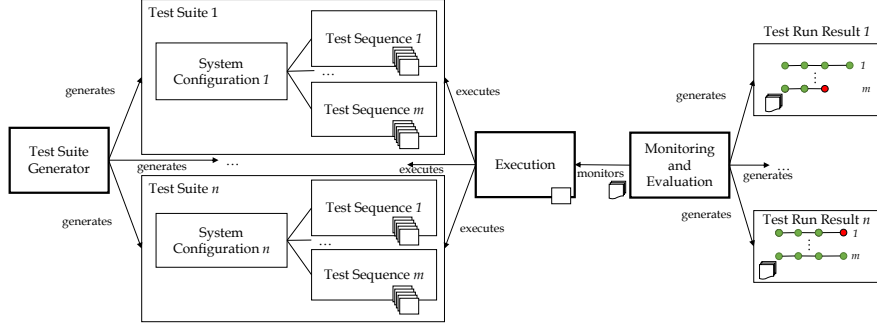 Test Suite 1
System
Configuration 1
Test Sequence 1
...
Test Sequence m
generates
executes
Test Suite
Generator
generates
...
executes
Execution
monitors
Monitoring
and
Evaluation
generates
Test Run Result 1
1
⋮
m
generates
...
generates
Test Suite n
System
Configuration n
Test Sequence 1
...
Test Sequence m
generates
executes
Test Run Result n
1
⋮
m